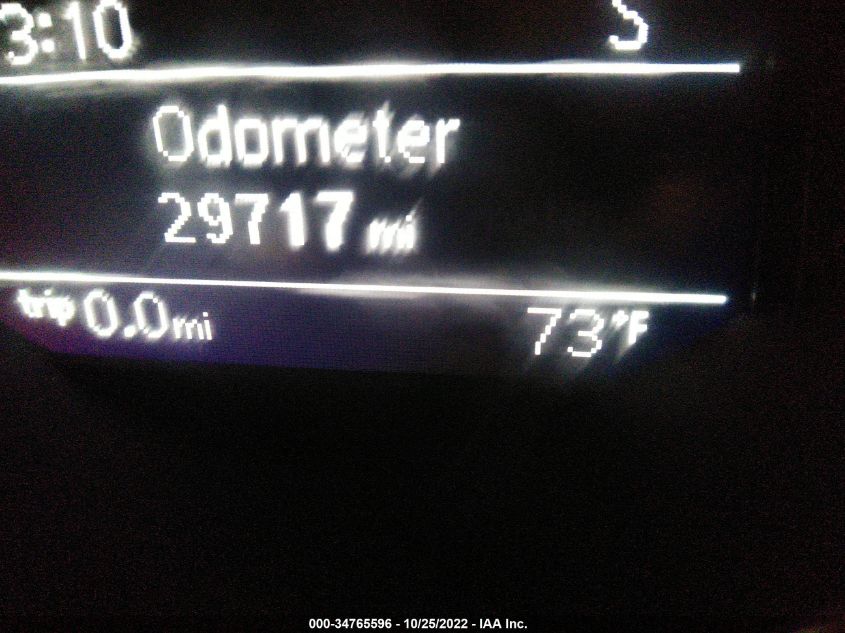 3:10 S
Odometer
29717 mi
trip 0.0 mi 73°F
000-34765596 - 10/25/2022 - IAA Inc.